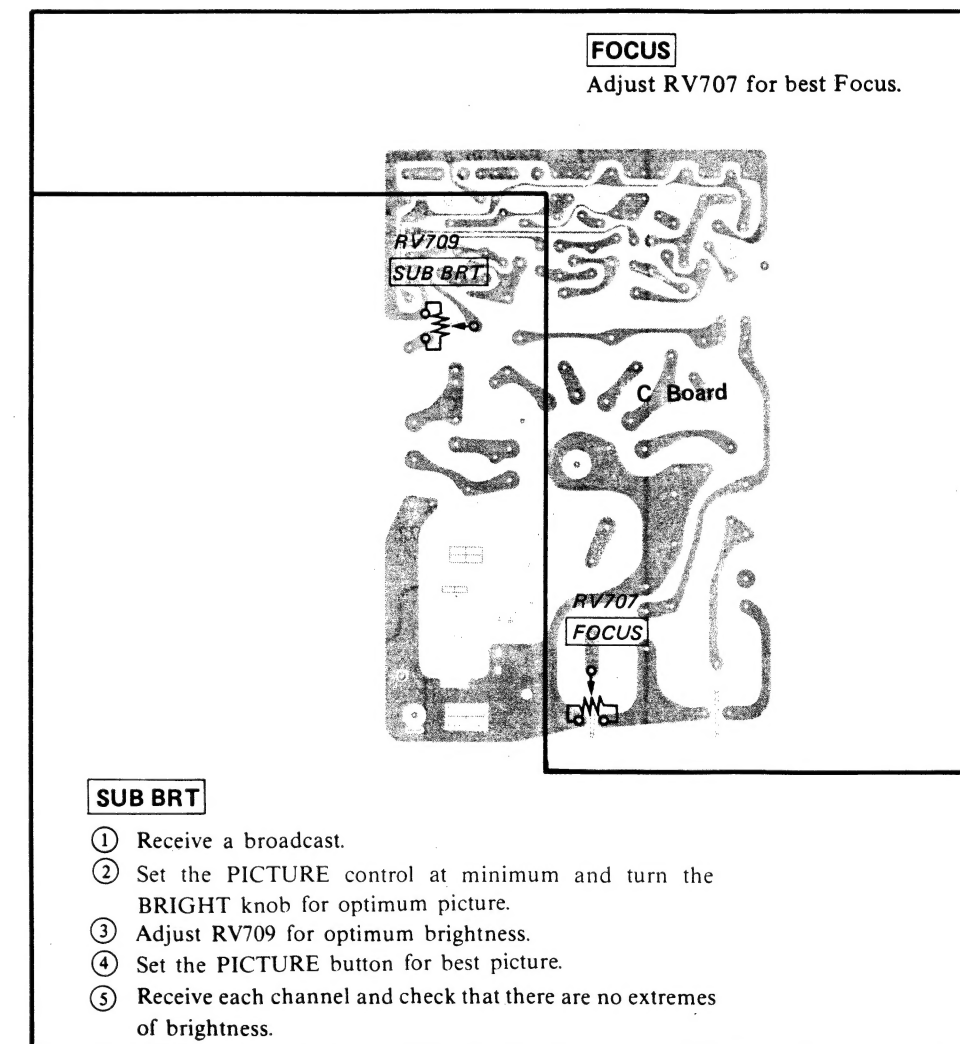 FOCUS
Adjust RV707 for best Focus.
RV709
SUB BRT
C Board
RV707
FOCUS
SUB BRT
① Receive a broadcast.
② Set the PICTURE control at minimum and turn the
BRIGHT knob for optimum picture.
③ Adjust RV709 for optimum brightness.
④ Set the PICTURE button for best picture.
⑤ Receive each channel and check that there are no extremes
of brightness.